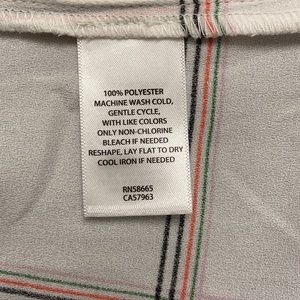 100% POLYESTER
MACHINE WASH COLD,
GENTLE CYCLE,
WITH LIKE COLORS
ONLY NON-CHLORINE
BLEACH IF NEEDED
RESHAPE, LAY FLAT TO DRY
COOL IRON IF NEEDED
RN58665
CA57963